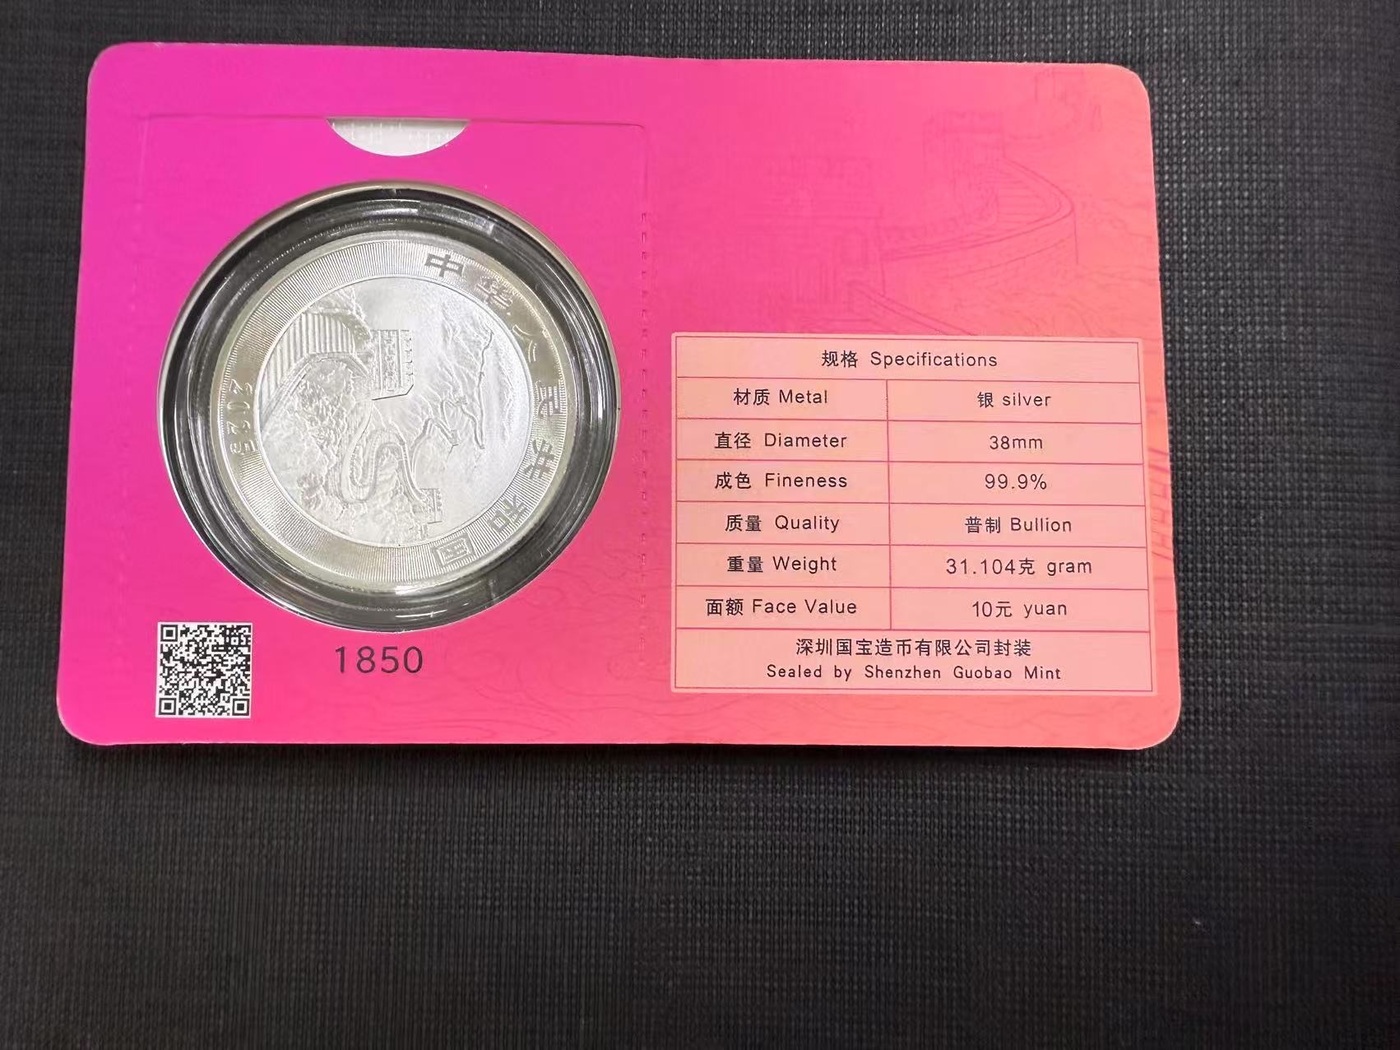 中华人民共和国
2023
1850
规格 Specifications
材质 Metal 银 silver
直径 Diameter 38mm
成色 Fineness 99.9%
质量 Quality 普制 Bullion
重量 Weight 31.104克 gram
面额 Face Value 10元 yuan
深圳国宝造币有限公司封装
Sealed by Shenzhen Guobao Mint